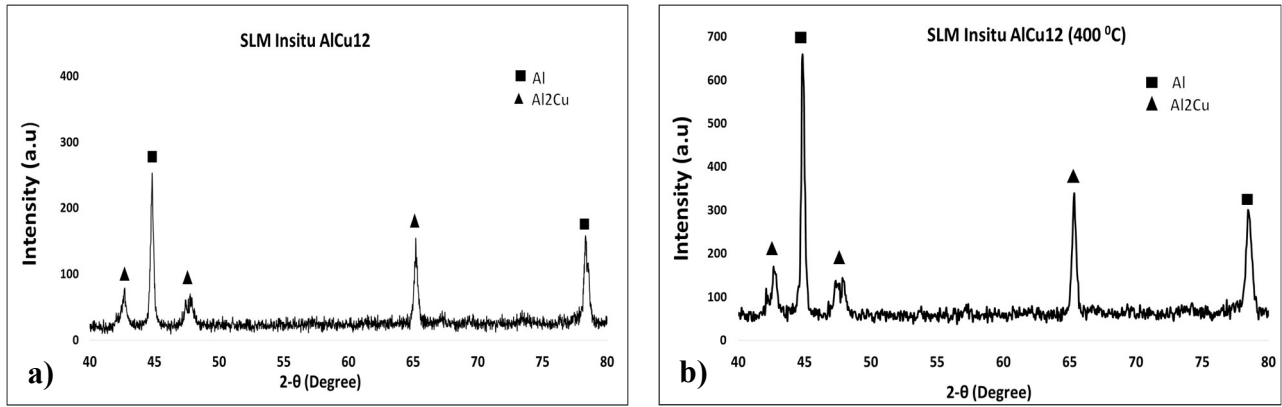 SLM Insitu AlCu12
■ Al
▲ Al2Cu
Intensity (a.u)
400
300
200
100
0
40 45 50 55 60 65 70 75 80
2-θ (Degree)
a)
SLM Insitu AlCu12 (400 ⁰C)
■ Al
▲ Al2Cu
Intensity (a.u)
700
600
500
400
300
200
100
0
40 45 50 55 60 65 70 75 80
2-θ (Degree)
b)